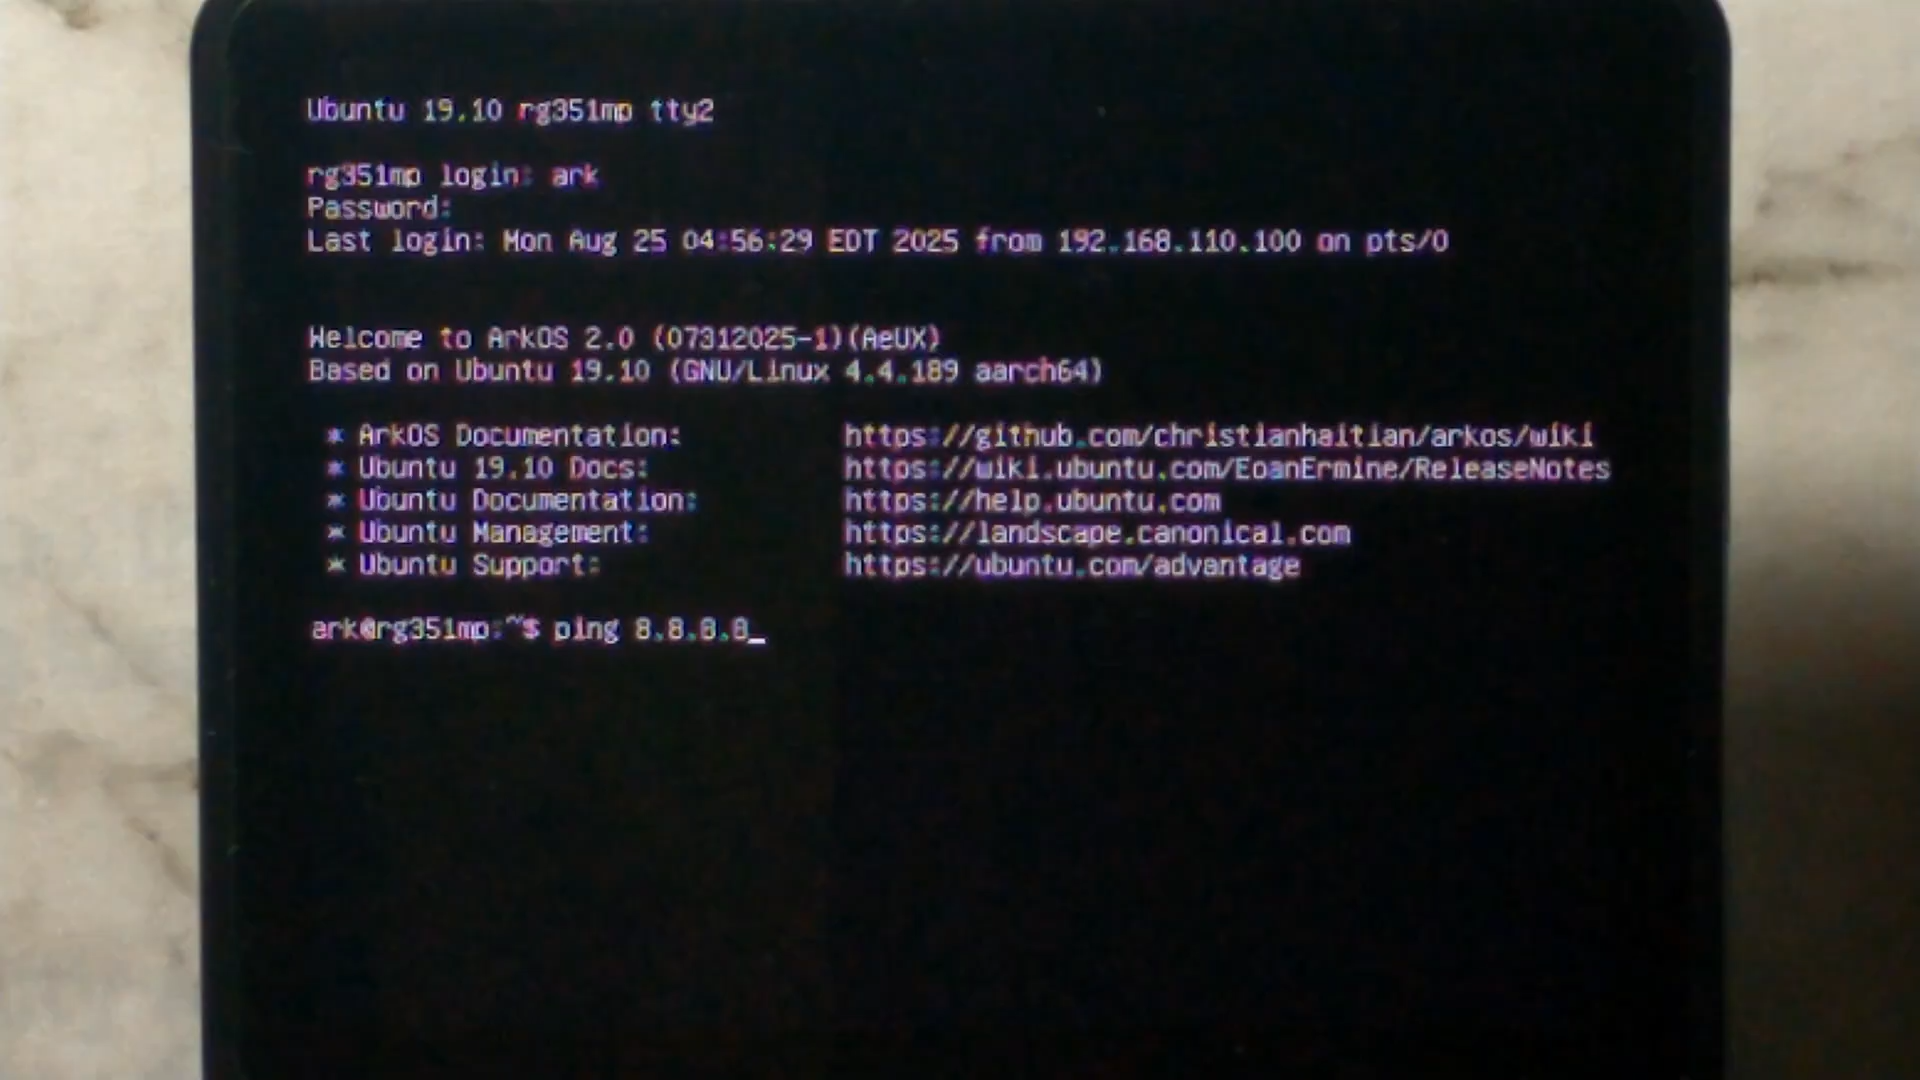 Ubuntu 19.10 rg351mp tty2
rg351mp login: ark
Password:
Last login: Mon Aug 25 04:56:29 EDT 2025 from 192.168.110.100 on pts/0
Welcome to ArkOS 2.0 (07312025-1)(AeUX)
Based on Ubuntu 19.10 (GNU/Linux 4.4.189 aarch64)
* ArkOS Documentation: https://github.com/christianhaitian/arkos/wiki
* Ubuntu 19.10 Docs: https://wiki.ubuntu.com/EoanErmine/ReleaseNotes
* Ubuntu Documentation: https://help.ubuntu.com
* Ubuntu Management: https://landscape.canonical.com
* Ubuntu Support: https://ubuntu.com/advantage
ark@rg351mp:~$ ping 8.8.8.8_